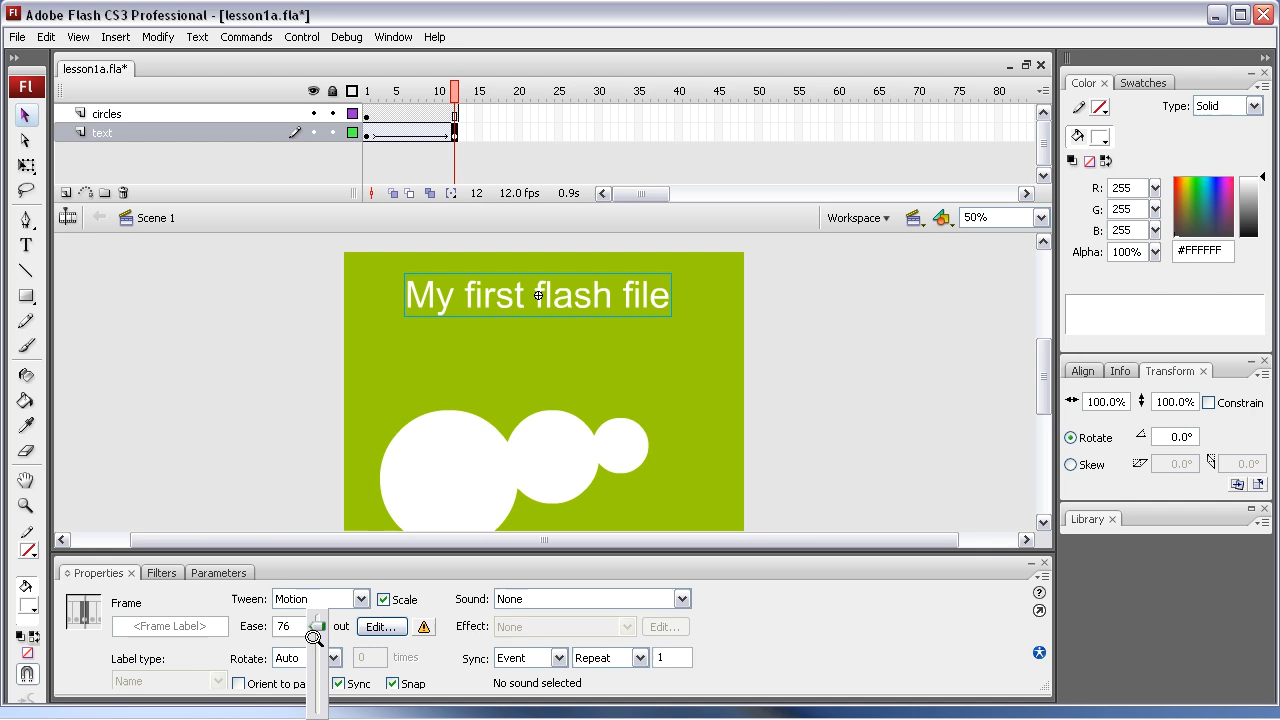 Fl Adobe Flash CS3 Professional - [lesson1a.fla*]
File Edit View Insert Modify Text Commands Control Debug Window Help
Fl
lesson1a.fla*
1 5 10 15 20 25 30 35 40 45 50 55 60 65 70 75 80
circles
text
12 12.0 fps 0.9s
Scene 1 Workspace 50%
My first flash file
Color Swatches
Type: Solid
R: 255
G: 255
B: 255
Alpha: 100% #FFFFFF
Align Info Transform
100.0% 100.0% Constrain
Rotate 0.0°
Skew 0.0° 0.0°
Library
Properties Filters Parameters
Frame Tween: Motion Scale Sound: None
<Frame Label> Ease: 76 out Edit... Effect: None Edit...
Label type: Rotate: Auto 0 times Sync: Event Repeat 1
Name Orient to pa Sync Snap No sound selected